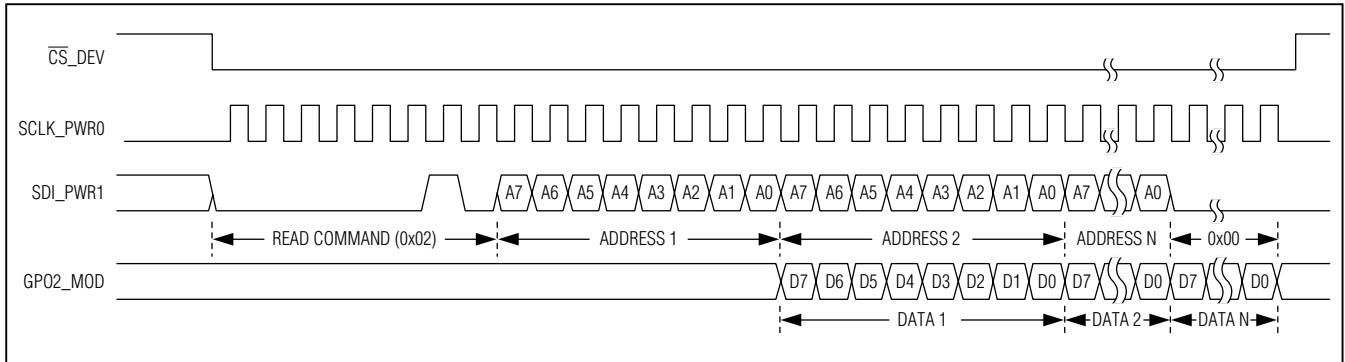 CS_DEV
SCLK_PWR0
SDI_PWR1
A7 A6 A5 A4 A3 A2 A1 A0 A7 A6 A5 A4 A3 A2 A1 A0 A7 A0
READ COMMAND (0x02) ADDRESS 1 ADDRESS 2 ADDRESS N 0x00
GPO2_MOD
D7 D6 D5 D4 D3 D2 D1 D0 D7 D0 D7 D0
DATA 1 DATA 2 DATA N